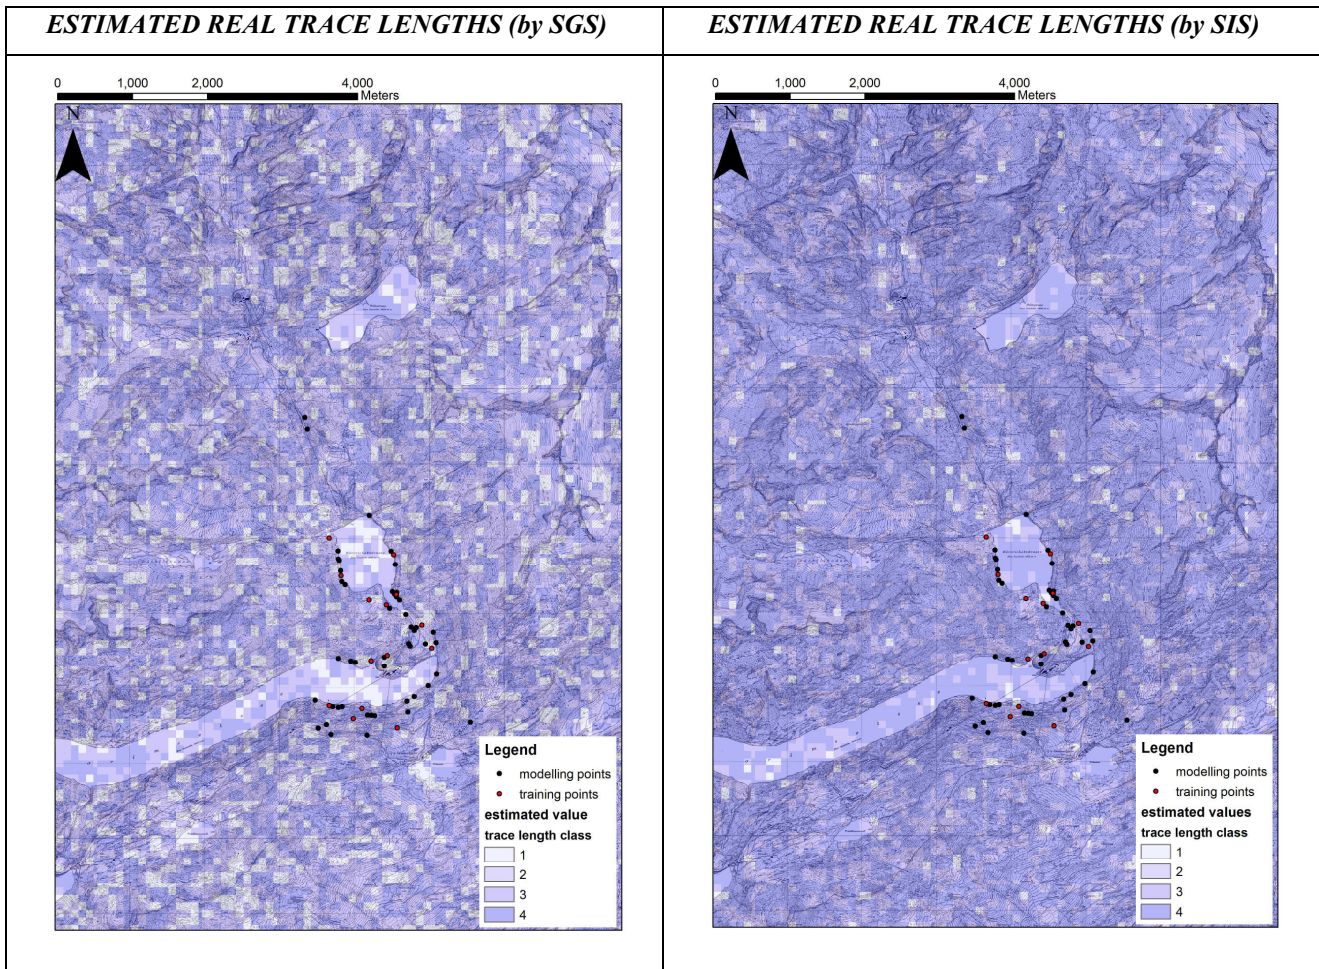 ESTIMATED REAL TRACE LENGTHS (by SGS)
0 1,000 2,000 4,000
Meters
N
Legend
modelling points
training points
estimated value
trace length class
1
2
3
4
ESTIMATED REAL TRACE LENGTHS (by SIS)
0 1,000 2,000 4,000
Meters
N
Legend
modelling points
training points
estimated values
trace length class
1
2
3
4